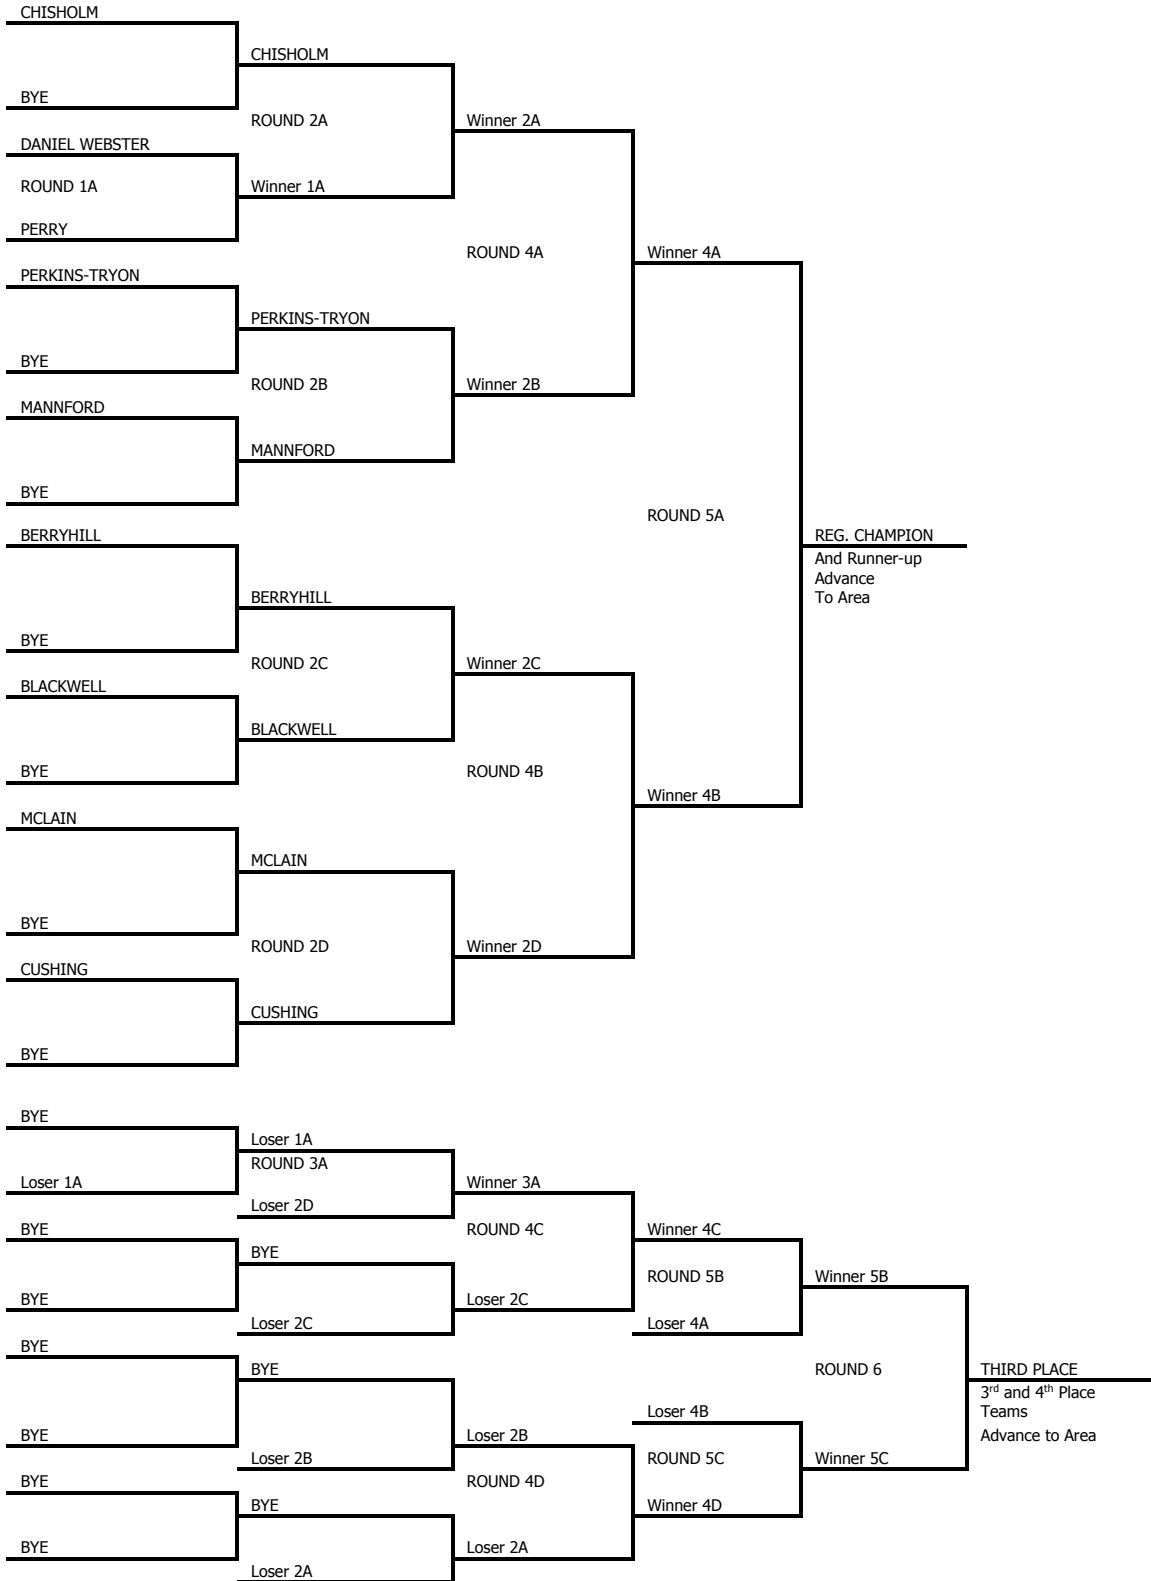 CHISHOLM
CHISHOLM
BYE
ROUND 2A
Winner 2A
DANIEL WEBSTER
ROUND 1A
Winner 1A
PERRY
ROUND 4A
Winner 4A
PERKINS-TRYON
PERKINS-TRYON
BYE
ROUND 2B
Winner 2B
MANNFORD
MANNFORD
BYE
ROUND 5A
BERRYHILL
REG. CHAMPION
And Runner-up
Advance
To Area
BERRYHILL
BYE
ROUND 2C
Winner 2C
BLACKWELL
BLACKWELL
BYE
ROUND 4B
Winner 4B
MCLAIN
MCLAIN
BYE
ROUND 2D
Winner 2D
CUSHING
CUSHING
BYE
BYE
Loser 1A
ROUND 3A
Loser 1A
Winner 3A
Loser 2D
BYE
ROUND 4C
Winner 4C
BYE
ROUND 5B
Winner 5B
BYE
Loser 2C
Loser 2C
Loser 4A
BYE
BYE
ROUND 6
THIRD PLACE
3rd and 4th Place
Teams
Advance to Area
Loser 4B
BYE
Loser 2B
Loser 2B
ROUND 5C
Winner 5C
BYE
ROUND 4D
BYE
Winner 4D
BYE
Loser 2A
Loser 2A